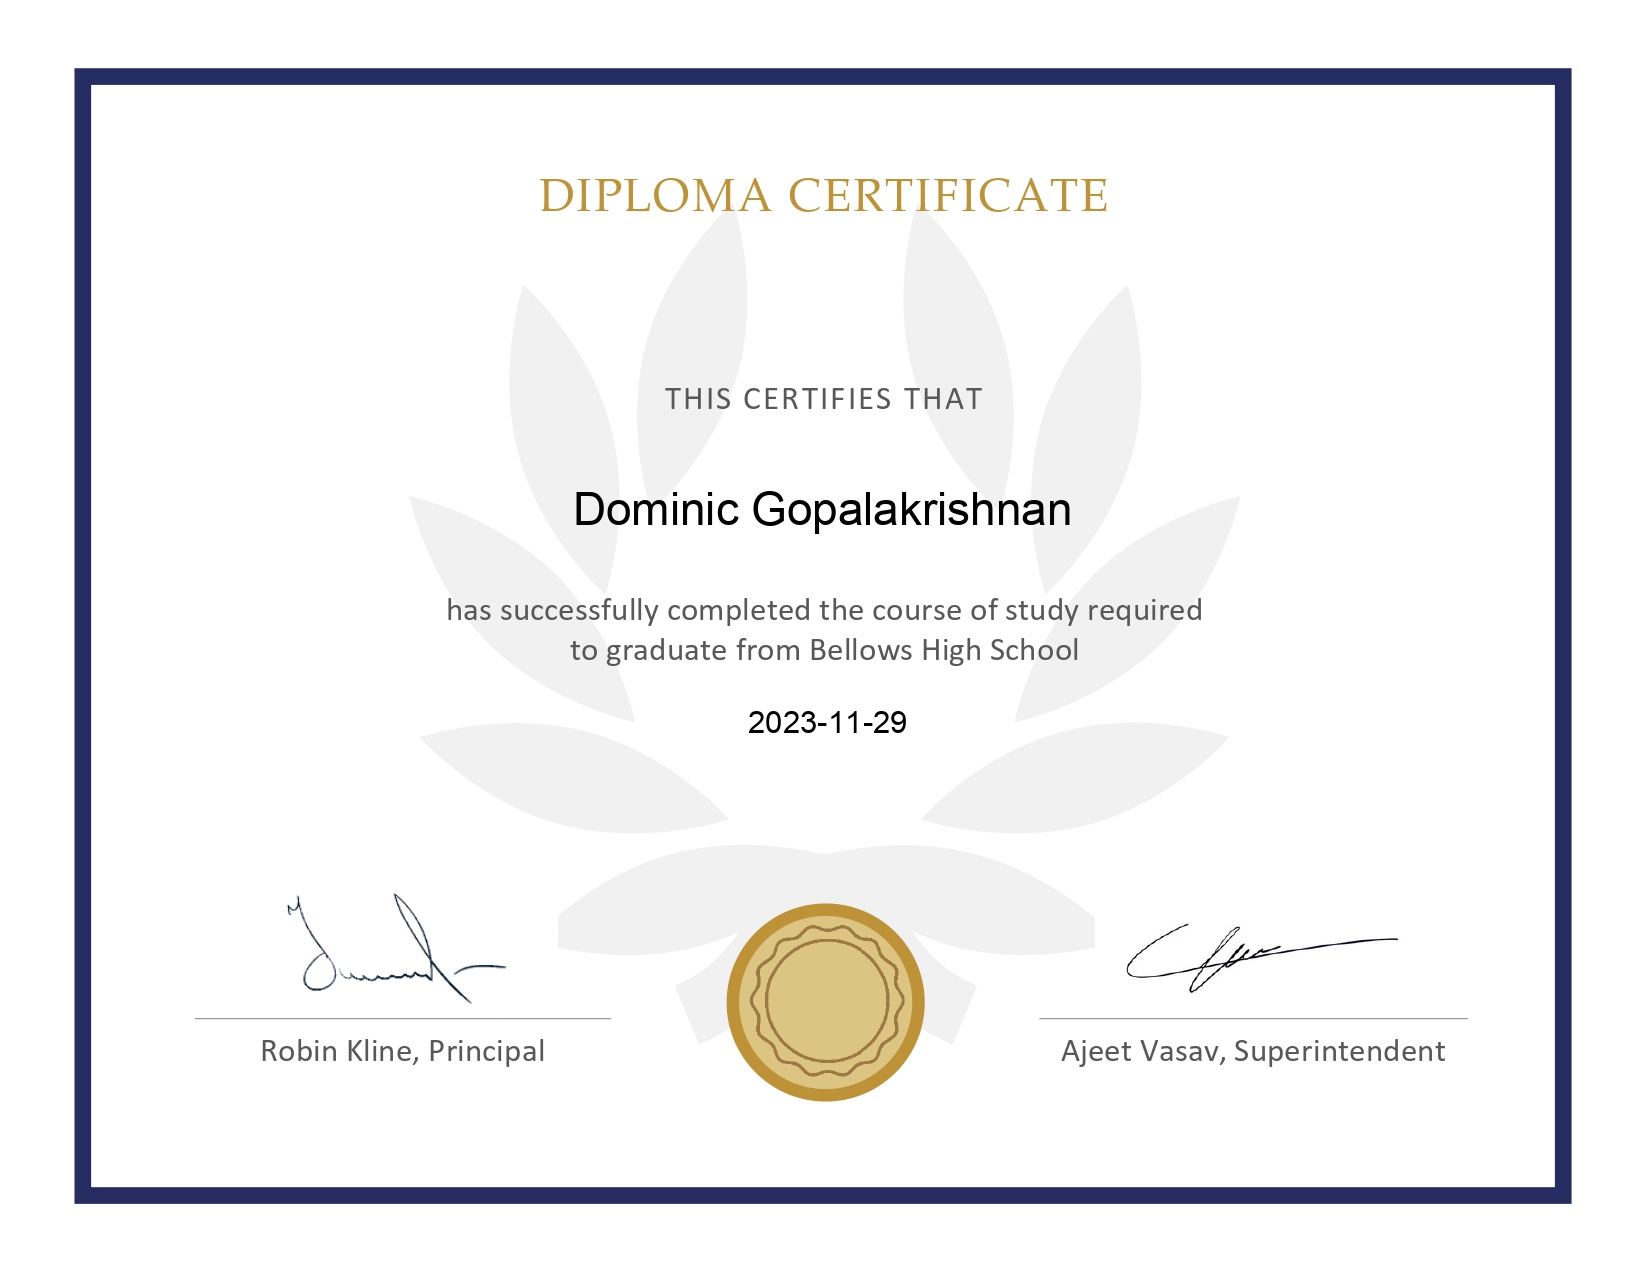 DIPLOMA CERTIFICATE
THIS CERTIFIES THAT
Dominic Gopalakrishnan
has successfully completed the course of study required
to graduate from Bellows High School
2023-11-29
Robin Kline, Principal
Ajeet Vasav, Superintendent